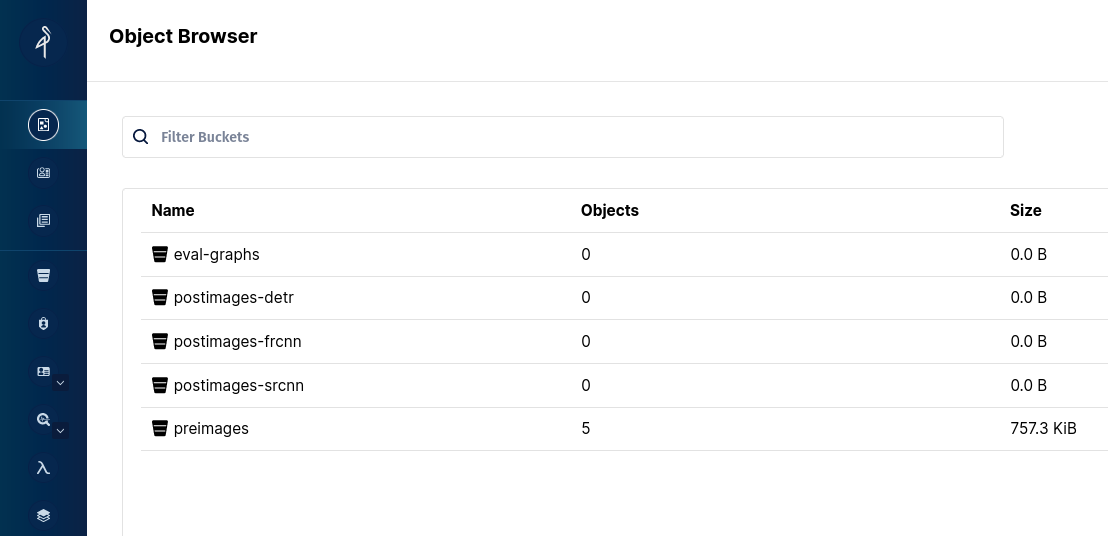 Object Browser
Filter Buckets
Name Objects Size
eval-graphs 0 0.0 B
postimages-detr 0 0.0 B
postimages-frcnn 0 0.0 B
postimages-srcnn 0 0.0 B
preimages 5 757.3 KiB